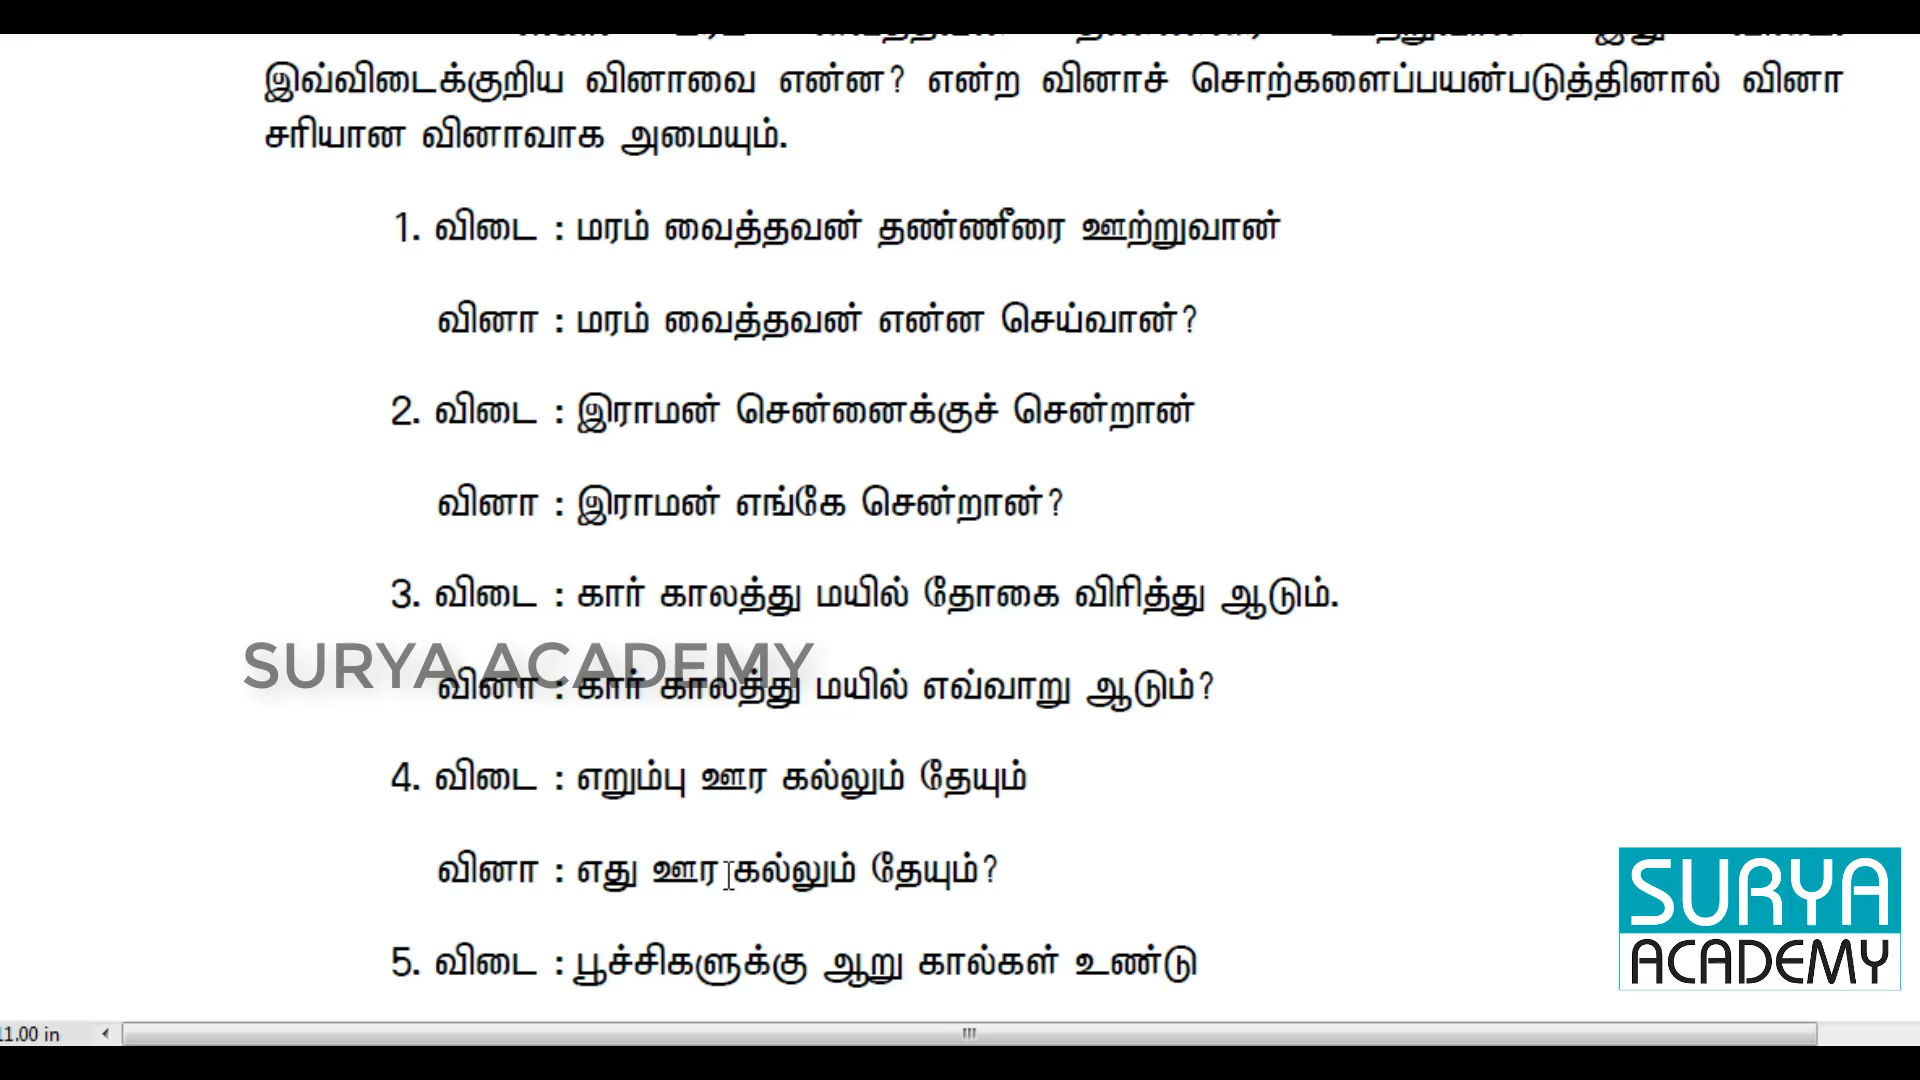 இவ்விடைக்குறிய வினாவை என்ன? என்ற வினாச் சொற்களைப்பயன்படுத்தினால் வினா
சரியான வினாவாக அமையும்.
1. விடை : மரம் வைத்தவன் தண்ணீரை ஊற்றுவான்
வினா : மரம் வைத்தவன் என்ன செய்வான்?
2. விடை : இராமன் சென்னைக்குச் சென்றான்
வினா : இராமன் எங்கே சென்றான்?
3. விடை : கார் காலத்து மயில் தோகை விரித்து ஆடும்.
SURYA ACADEMY
வினா : கார் காலத்து மயில் எவ்வாறு ஆடும்?
4. விடை : எறும்பு ஊர கல்லும் தேயும்
வினா : எது ஊர கல்லும் தேயும்?
5. விடை : பூச்சிகளுக்கு ஆறு கால்கள் உண்டு
SURYA
ACADEMY
11.00 in